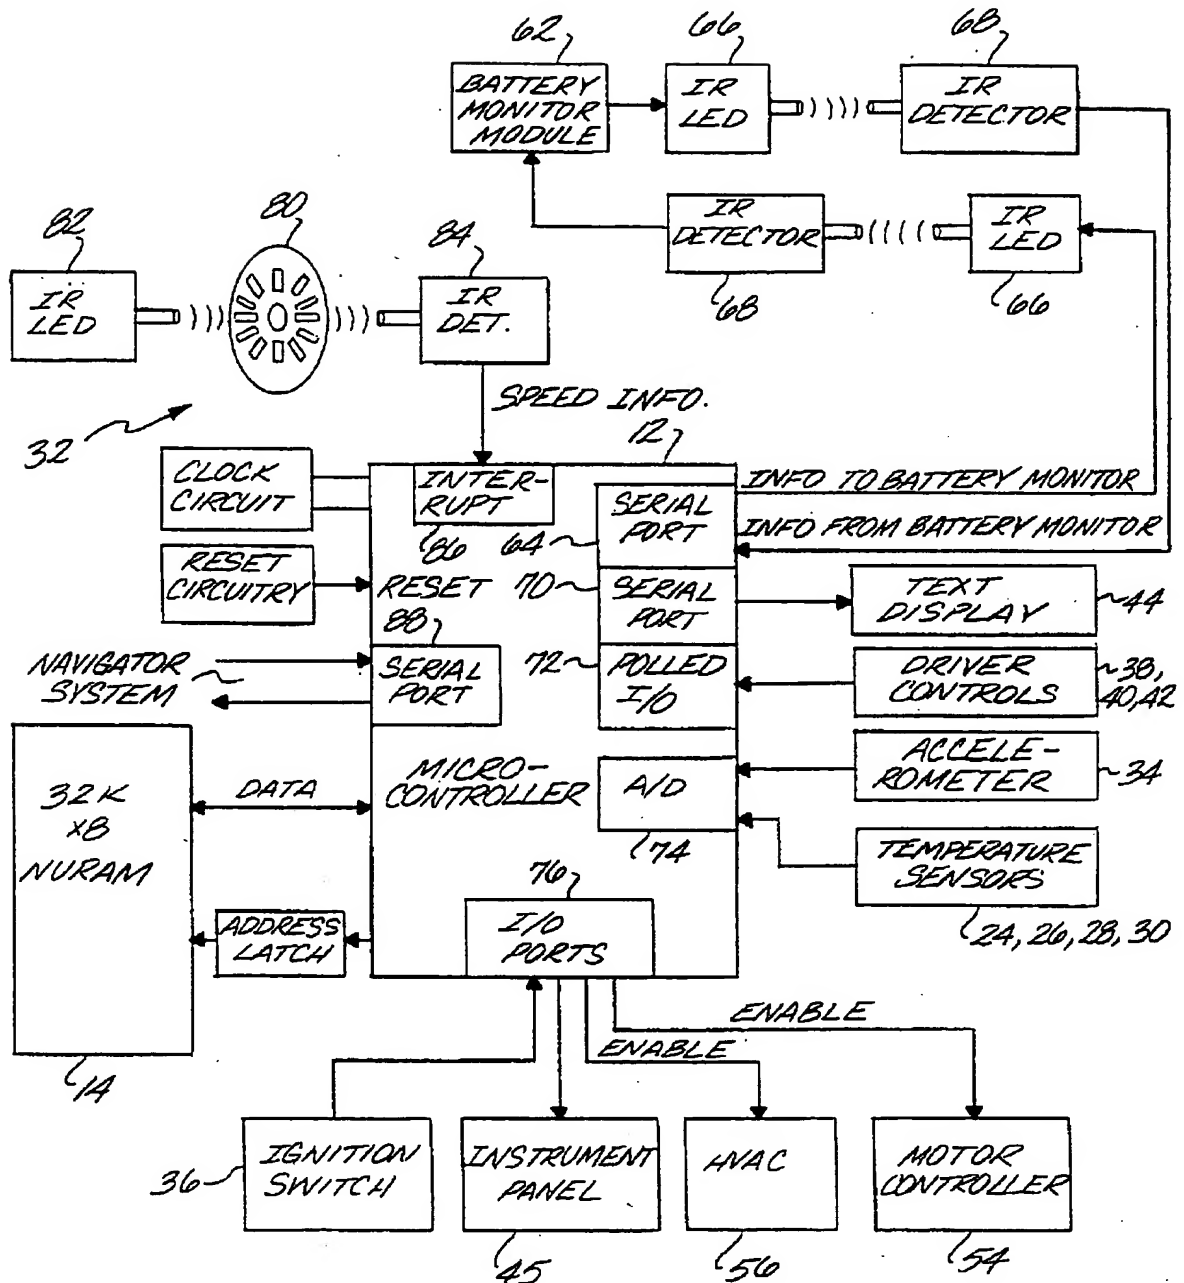 62
66
68
BATTERY
MONITOR
MODULE
IR
LED
IR
DETECTOR
82
80
84
IR
DETECTOR
IR
LED
68
66
IR
LED
IR
DET.
32
SPEED INFO.
12
CLOCK
CIRCUIT
INTER-
RUPT
86
SERIAL
PORT
64
INFO TO BATTERY MONITOR
INFO FROM BATTERY MONITOR
RESET
CIRCUITRY
RESET
70
SERIAL
PORT
TEXT
DISPLAY
44
88
NAVIGATOR
SYSTEM
SERIAL
PORT
72
POLLED
I/O
DRIVER
CONTROLS
38,
40,42
32K
x8
NURAM
DATA
MICRO-
CONTROLLER
A/D
74
ACCELE-
ROMETER
34
TEMPERATURE
SENSORS
24, 26, 28, 30
76
I/O
PORTS
ADDRESS
LATCH
14
ENABLE
ENABLE
36
IGNITION
SWITCH
INSTRUMENT
PANEL
45
HVAC
56
MOTOR
CONTROLLER
54